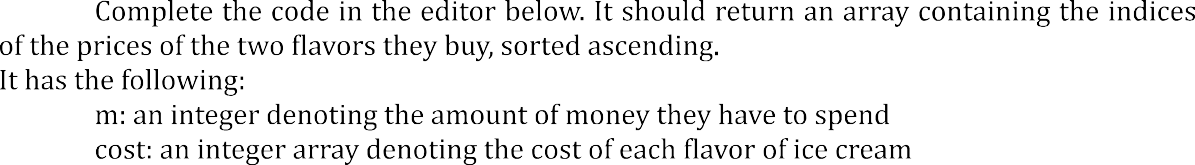 Complete the code in the editor below. It should return an array containing the indices
of the prices of the two flavors they buy, sorted ascending.
It has the following:
m: an integer denoting the amount of money they have to spend
cost: an integer array denoting the cost of each flavor of ice cream